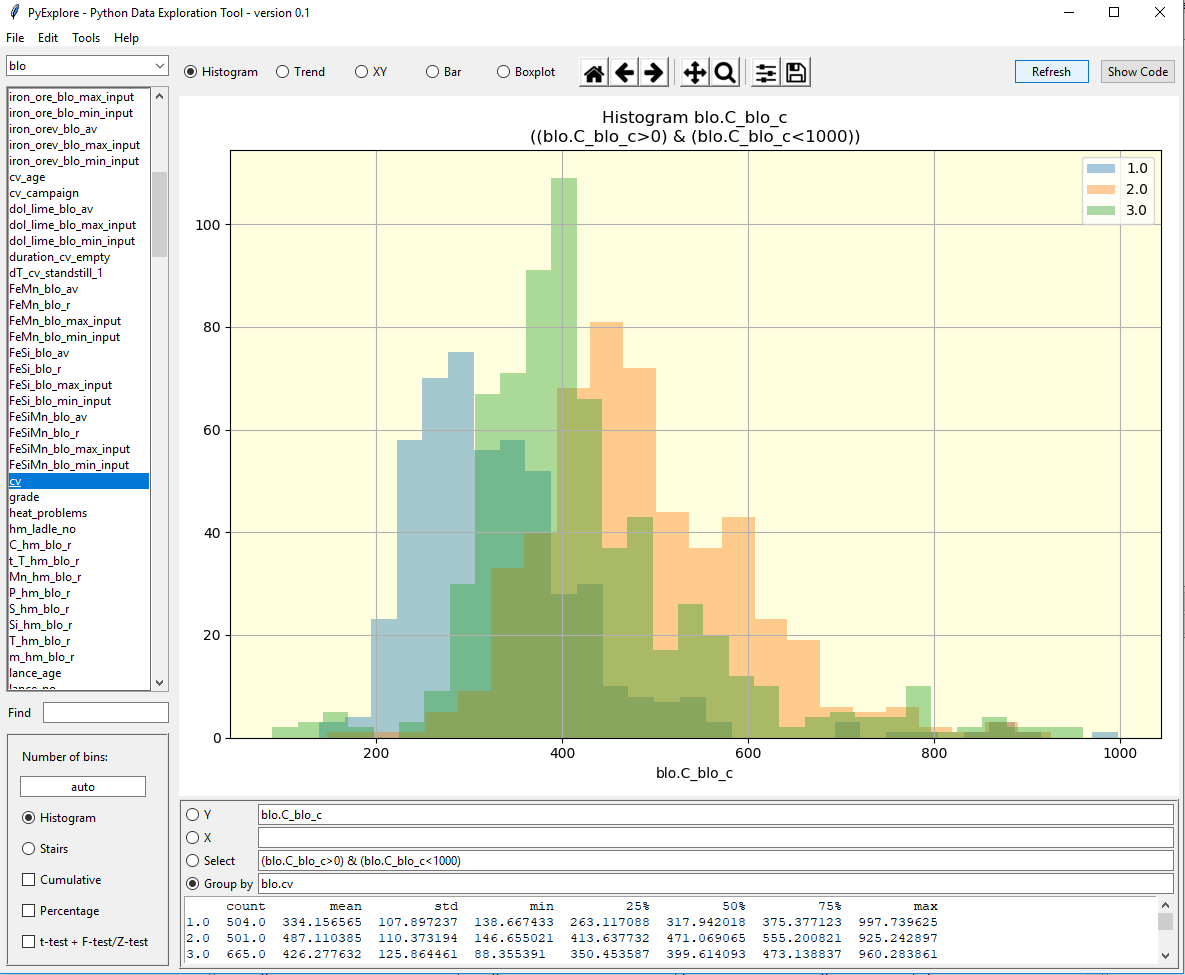 PyExplore - Python Data Exploration Tool - version 0.1
File Edit Tools Help
blo
Histogram Trend XY Bar Boxplot Refresh Show Code
iron_ore_blo_max_input
iron_ore_blo_min_input
iron_orev_blo_av
iron_orev_blo_max_input
iron_orev_blo_min_input
cv_age
cv_campaign
dol_lime_blo_av
dol_lime_blo_max_input
dol_lime_blo_min_input
duration_cv_empty
dT_cv_standstill_1
FeMn_blo_av
FeMn_blo_r
FeMn_blo_max_input
FeMn_blo_min_input
FeSi_blo_av
FeSi_blo_r
FeSi_blo_max_input
FeSi_blo_min_input
FeSiMn_blo_av
FeSiMn_blo_r
FeSiMn_blo_max_input
FeSiMn_blo_min_input
cv
grade
heat_problems
hm_ladle_no
C_hm_blo_r
t_T_hm_blo_r
Mn_hm_blo_r
P_hm_blo_r
S_hm_blo_r
Si_hm_blo_r
T_hm_blo_r
m_hm_blo_r
lance_age
lance_no
Find
Number of bins:
auto
Histogram
Stairs
Cumulative
Percentage
t-test + F-test/Z-test
Histogram blo.C_blo_c
((blo.C_blo_c>0) & (blo.C_blo_c<1000))
1.0
2.0
3.0
100
80
60
40
20
0
200 400 600 800 1000
blo.C_blo_c
Y blo.C_blo_c
X
Select (blo.C_blo_c>0) & (blo.C_blo_c<1000)
Group by blo.cv
count mean std min 25% 50% 75% max
1.0 504.0 334.156565 107.897237 138.667433 263.117088 317.942018 375.377123 997.739625
2.0 501.0 487.110385 110.373194 146.655021 413.637732 471.069065 555.200821 925.242897
3.0 665.0 426.277632 125.864461 88.355391 350.453587 399.614093 473.138837 960.283861